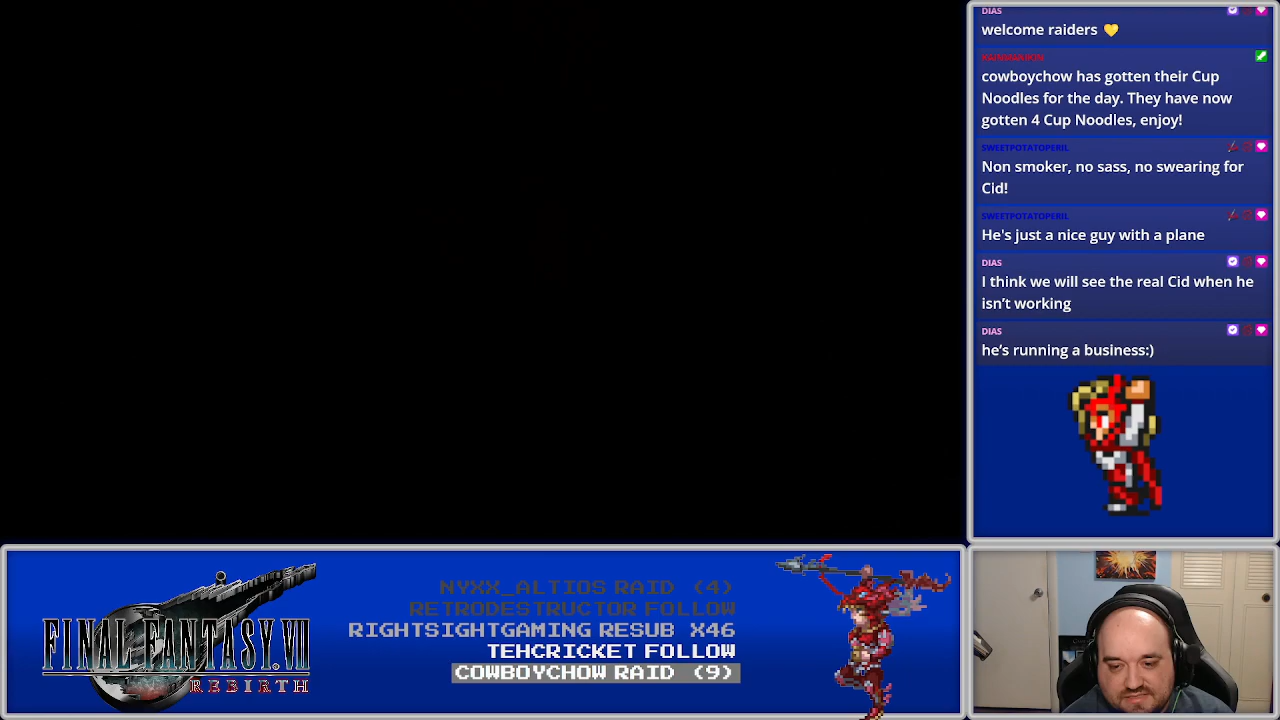 DIAS
welcome raiders 💛
cowboychow has gotten their Cup
Noodles for the day. They have now
gotten 4 Cup Noodles, enjoy!
SWEETPOTATOPERIL
Non smoker, no sass, no swearing for
Cid!
SWEETPOTATOPERIL
He's just a nice guy with a plane
DIAS
I think we will see the real Cid when he
isn't working
DIAS
he's running a business:)
NYXX_ALTIOS RAID (4)
RETRODESTRUCTOR FOLLOW
RIGHTSIGHTGAMING RESUB X46
TEHCRICKET FOLLOW
COWBOYCHOW RAID (9)
FINAL FANTASY VII
REBIRTH